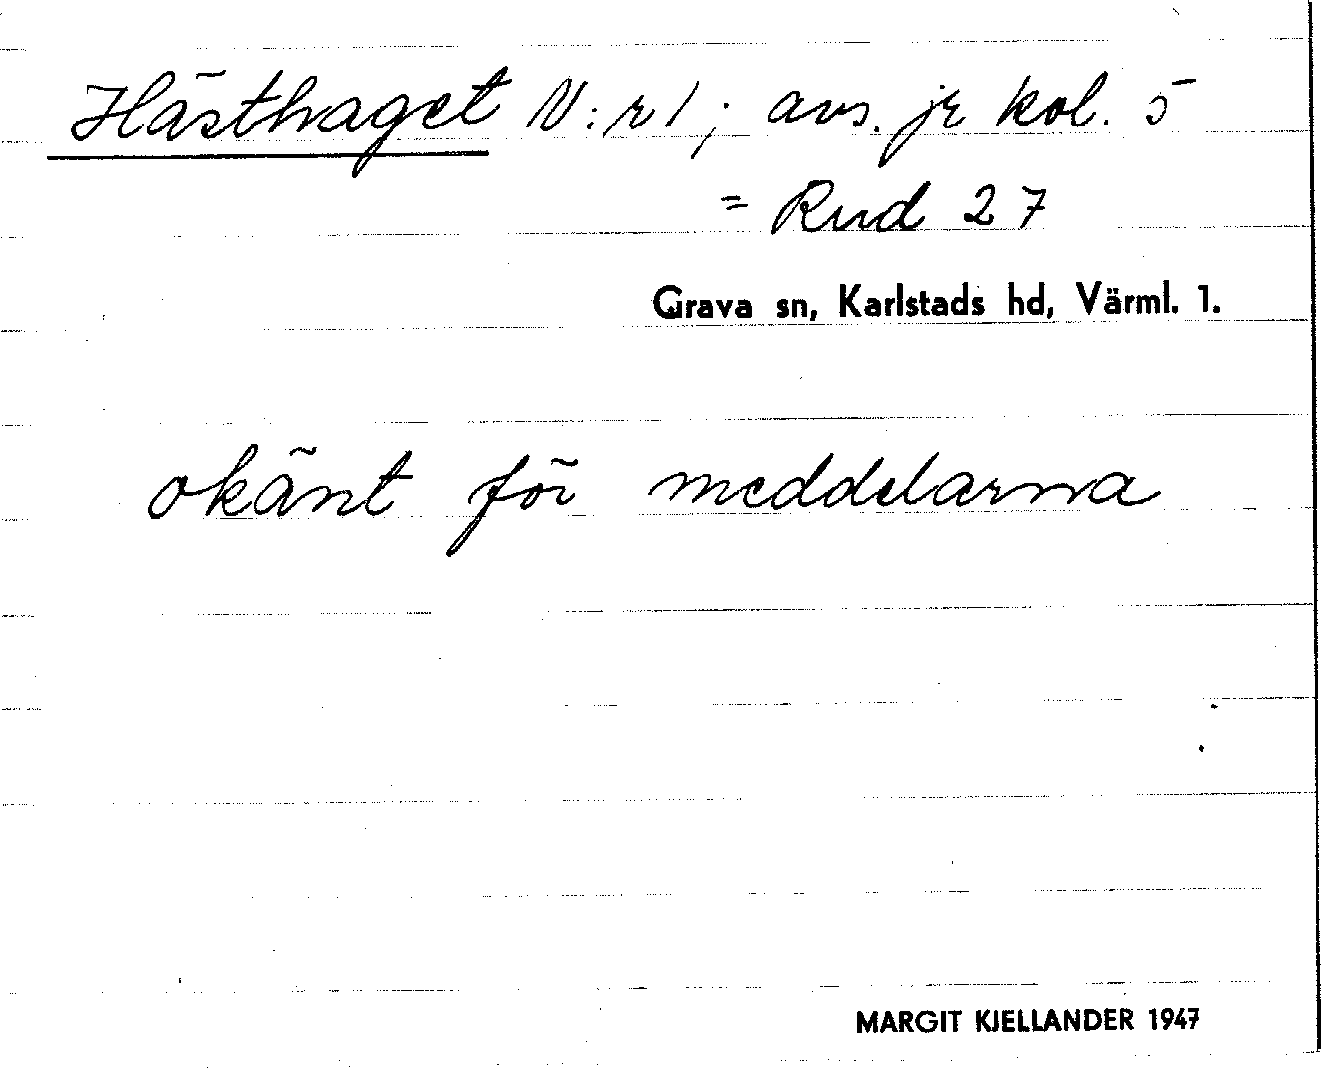 Hästhaget N:r 1; avs. jr kol. 5
= Rud 27
Grava sn, Karlstads hd, Värml. 1.
okänt för meddelarna
MARGIT KJELLANDER 1947